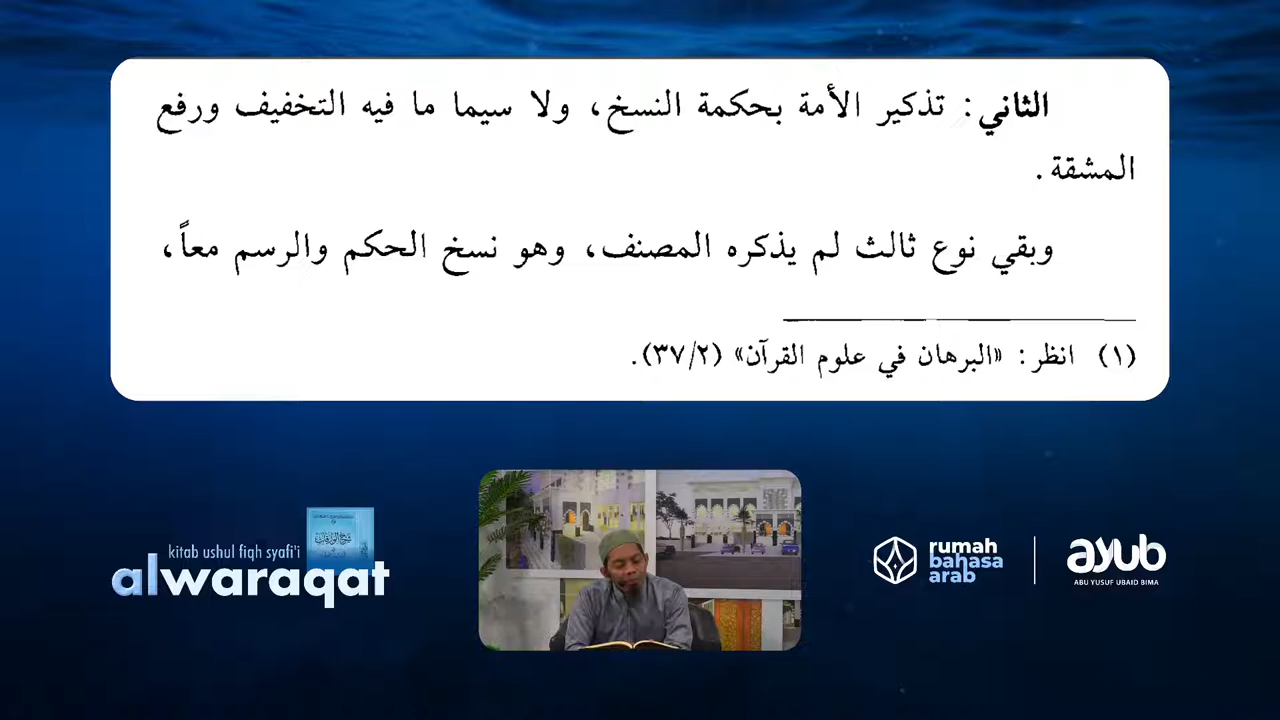 الثاني: تذكير الأمة بحكمة النسخ، ولا سيما ما فيه التخفيف ورفع
المشقة.
وبقي نوع ثالث لم يذكره المصنف، وهو نسخ الحكم والرسم معاً،
(١) انظر: «البرهان في علوم القرآن» (٣٧/٢).
kitab ushul fiqh syafi'i
alwaraqat
rumah
bahasa
arab
ayub
ABU YUSUF UBAID BIMA